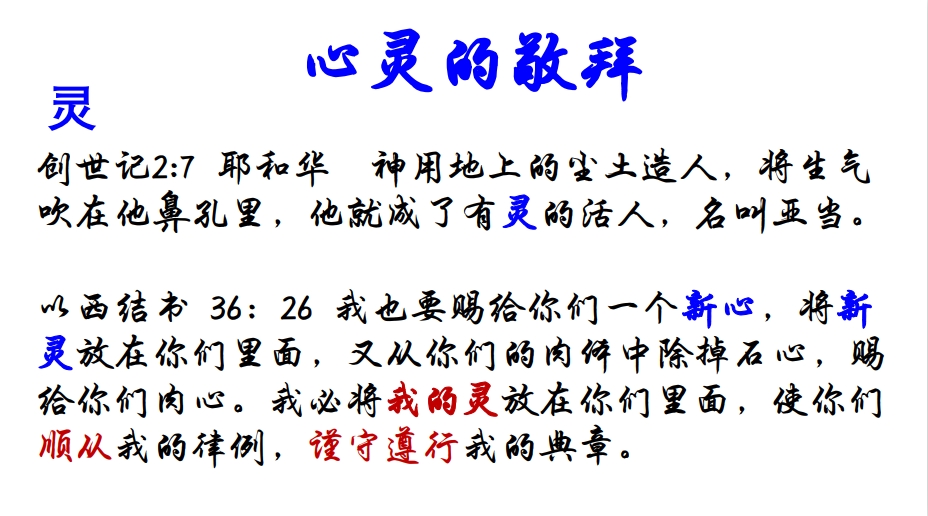 心灵的敬拜
灵
创世记2:7 耶和华　神用地上的尘土造人，将生气
吹在他鼻孔里，他就成了有灵的活人，名叫亚当。
以西结书 36：26 我也要赐给你们一个新心，将新
灵放在你们里面，又从你们的肉体中除掉石心，赐
给你们肉心。我必将我的灵放在你们里面，使你们
顺从我的律例，谨守遵行我的典章。